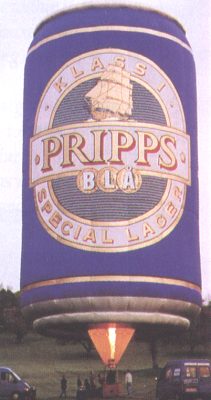 KLASS I
PRIPPS
BLÅ
SPECIAL LAGER